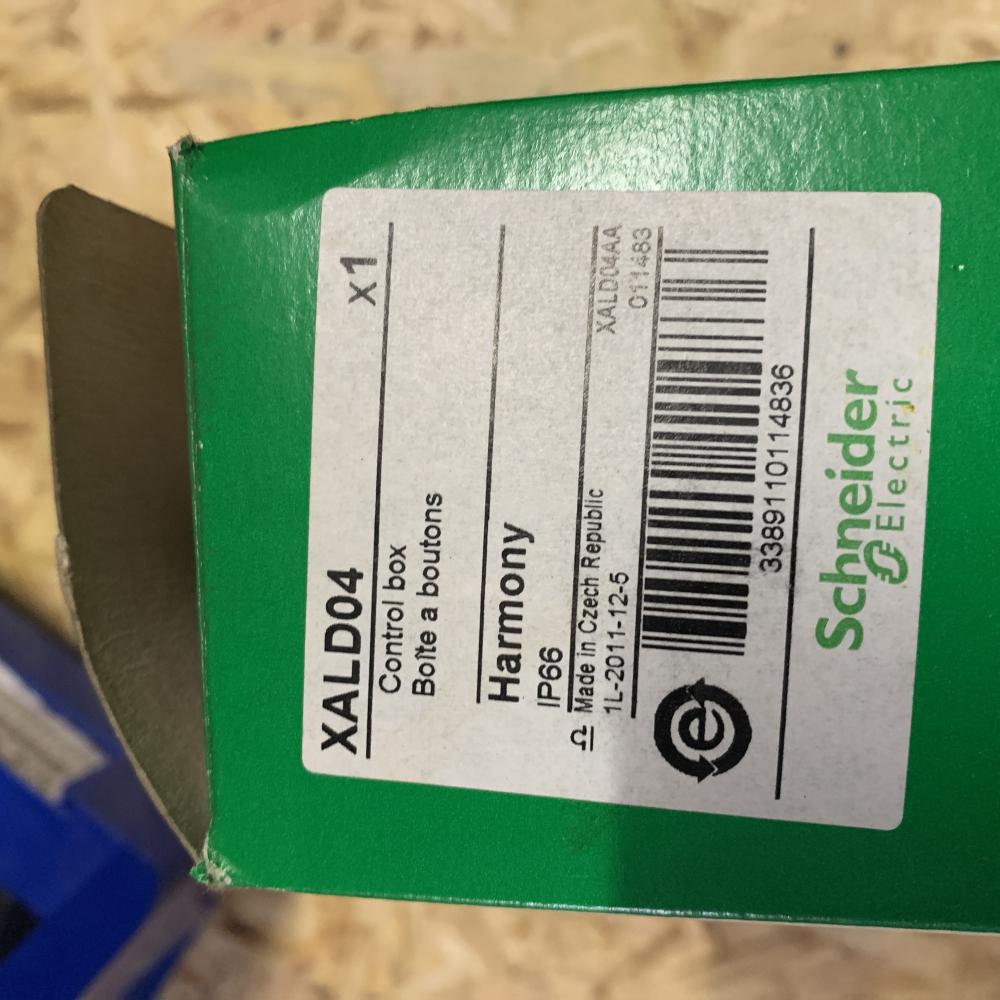 XALD04 x1
Control box
Boîte a boutons
Harmony
IP66
Made in Czech Republic XALD04AA
1L-2011-12-5 011483
e
3389110114836
Schneider
Electric